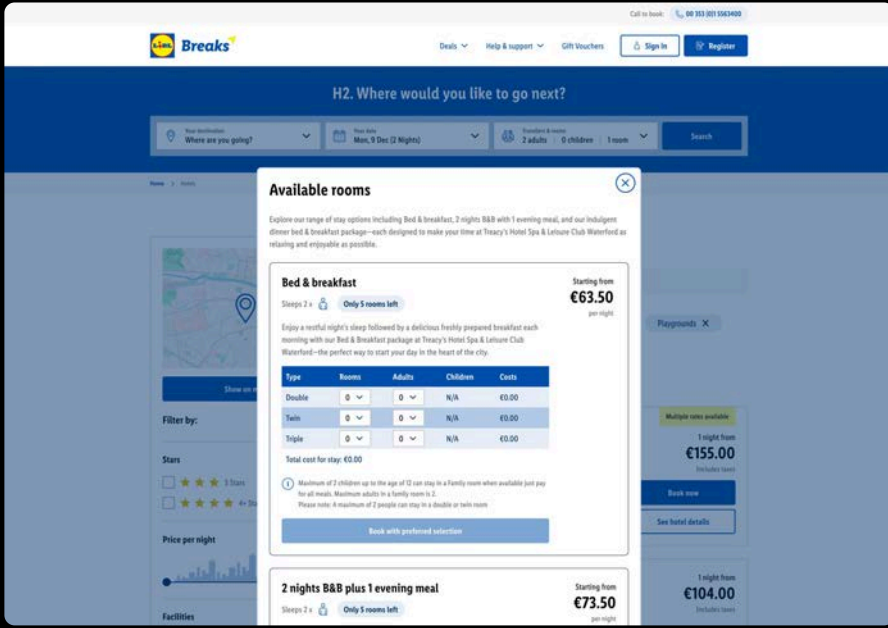 Call to book: 00 353 (0)1 5563400
LIDL Breaks
Deals Help & support Gift Vouchers Sign In Register
H2. Where would you like to go next?
Your destination
Where are you going?
Your date
Mon, 9 Dec (2 Nights)
Travellers & rooms
2 adults 0 children 1 room
Search
Home > Hotels
Available rooms
Explore our range of stay options including Bed & breakfast, 2 nights B&B with 1 evening meal, and our indulgent
dinner bed & breakfast package—each designed to make your time at Treacy's Hotel Spa & Leisure Club Waterford as
relaxing and enjoyable as possible.
Bed & breakfast
Sleeps 2 x Only 5 rooms left
Starting from
€63.50
per night
Enjoy a restful night's sleep followed by a delicious freshly prepared breakfast each
morning with our Bed & Breakfast package at Treacy's Hotel Spa & Leisure Club
Waterford—the perfect way to start your day in the heart of the city.
Type Rooms Adults Children Costs
Double 0 0 N/A €0.00
Twin 0 0 N/A €0.00
Triple 0 0 N/A €0.00
Total cost for stay: €0.00
Maximum of 2 children up to the age of 12 can stay in a Family room when available just pay
for all meals. Maximum adults in a family room is 2.
Please note: A maximum of 2 people can stay in a double or twin room
Book with preferred selection
2 nights B&B plus 1 evening meal
Sleeps 2 x Only 5 rooms left
Starting from
€73.50
per night
Show on
Filter by:
Stars
3 Stars
4+
Price per night
Facilities
Playgrounds X
Multiple rates available
1 night from
€155.00
Includes taxes
Book now
See hotel details
1 night from
€104.00
Includes taxes